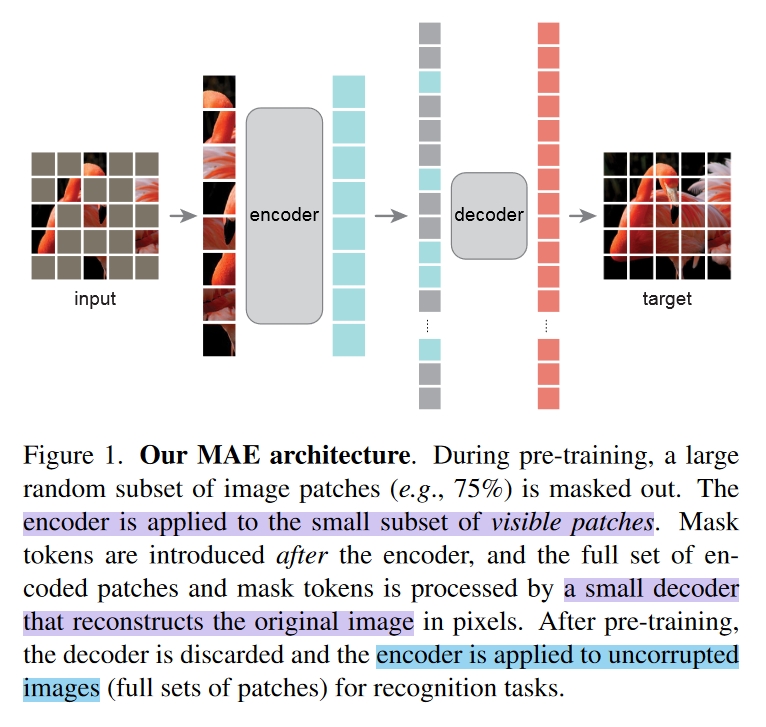 input
encoder
decoder
target
Figure 1. Our MAE architecture. During pre-training, a large
random subset of image patches (e.g., 75%) is masked out. The
encoder is applied to the small subset of visible patches. Mask
tokens are introduced after the encoder, and the full set of en-
coded patches and mask tokens is processed by a small decoder
that reconstructs the original image in pixels. After pre-training,
the decoder is discarded and the encoder is applied to uncorrupted
images (full sets of patches) for recognition tasks.